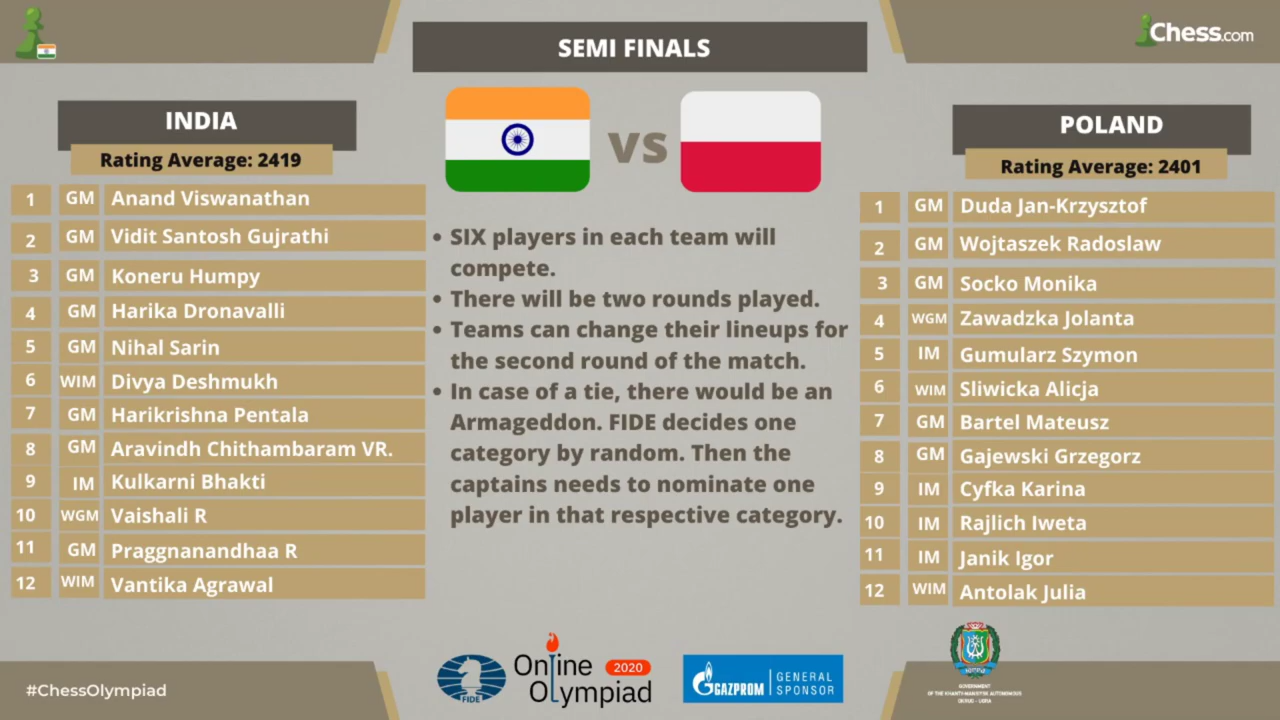 Chess.com
SEMI FINALS
INDIA
Rating Average: 2419
1 GM Anand Viswanathan
2 GM Vidit Santosh Gujrathi
3 GM Koneru Humpy
4 GM Harika Dronavalli
5 GM Nihal Sarin
6 WIM Divya Deshmukh
7 GM Harikrishna Pentala
8 GM Aravindh Chithambaram VR.
9 IM Kulkarni Bhakti
10 WGM Vaishali R
11 GM Praggnanandhaa R
12 WIM Vantika Agrawal
VS
• SIX players in each team will
compete.
• There will be two rounds played.
• Teams can change their lineups for
the second round of the match.
• In case of a tie, there would be an
Armageddon. FIDE decides one
category by random. Then the
captains needs to nominate one
player in that respective category.
POLAND
Rating Average: 2401
1 GM Duda Jan-Krzysztof
2 GM Wojtaszek Radoslaw
3 GM Socko Monika
4 WGM Zawadzka Jolanta
5 IM Gumularz Szymon
6 WIM Sliwicka Alicja
7 GM Bartel Mateusz
8 GM Gajewski Grzegorz
9 IM Cyfka Karina
10 IM Rajlich Iweta
11 IM Janik Igor
12 WIM Antolak Julia
#ChessOlympiad
FIDE
Online 2020
Olympiad
GAZPROM
GENERAL
SPONSOR
GOVERNMENT
OF THE KHANTY-MANSIYSK AUTONOMOUS
OKRUG - UGRA